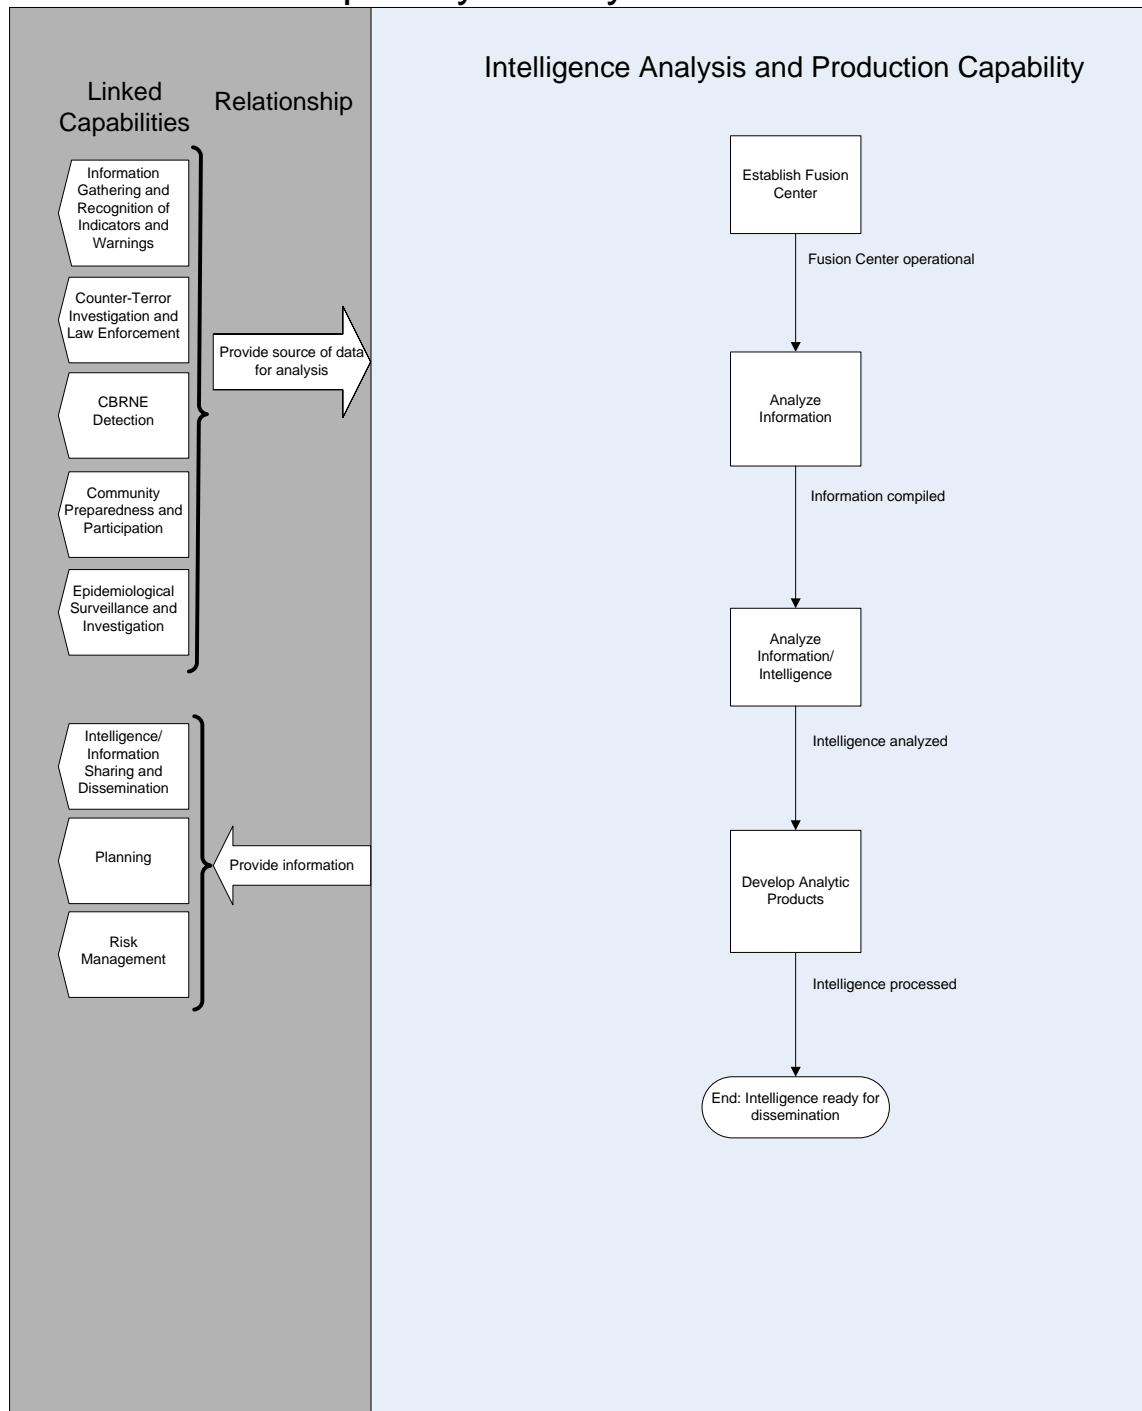 Intelligence Analysis and Production Capability
Linked
Capabilities
Relationship
Information
Gathering and
Recognition of
Indicators and
Warnings
Counter-Terror
Investigation and
Law Enforcement
CBRNE
Detection
Community
Preparedness and
Participation
Epidemiological
Surveillance and
Investigation
Provide source of data
for analysis
Intelligence/
Information
Sharing and
Dissemination
Planning
Risk
Management
Provide information
Establish Fusion
Center
Fusion Center operational
Analyze
Information
Information compiled
Analyze
Information/
Intelligence
Intelligence analyzed
Develop Analytic
Products
Intelligence processed
End: Intelligence ready for
dissemination